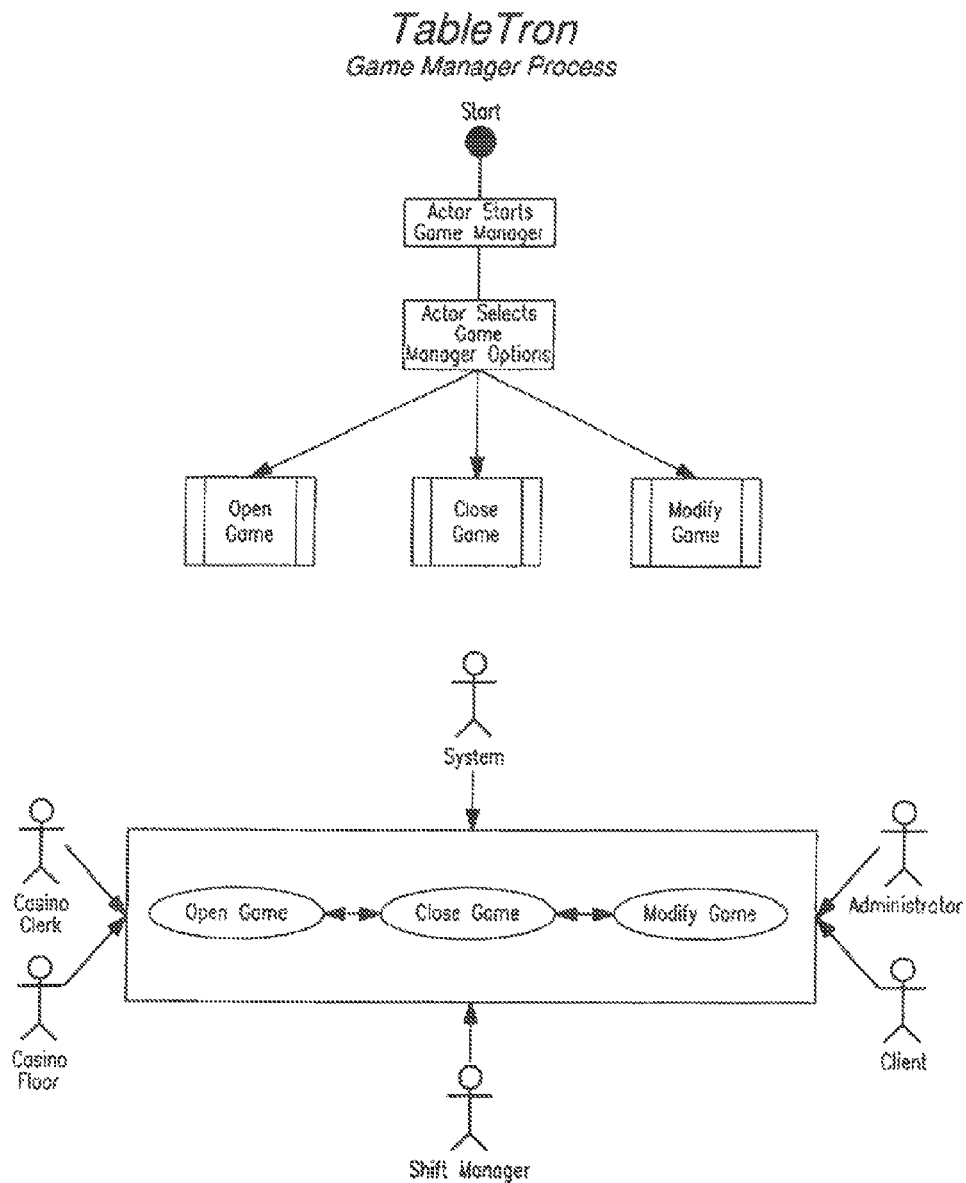 TableTron
Game Manager Process
Start
Actor Starts
Game Manager
Actor Selects
Game
Manager Options
Open
Game
Close
Game
Modify
Game
System
Casino
Clerk
Open Game
Close Game
Modify Game
Administrator
Casino
Floor
Client
Shift Manager